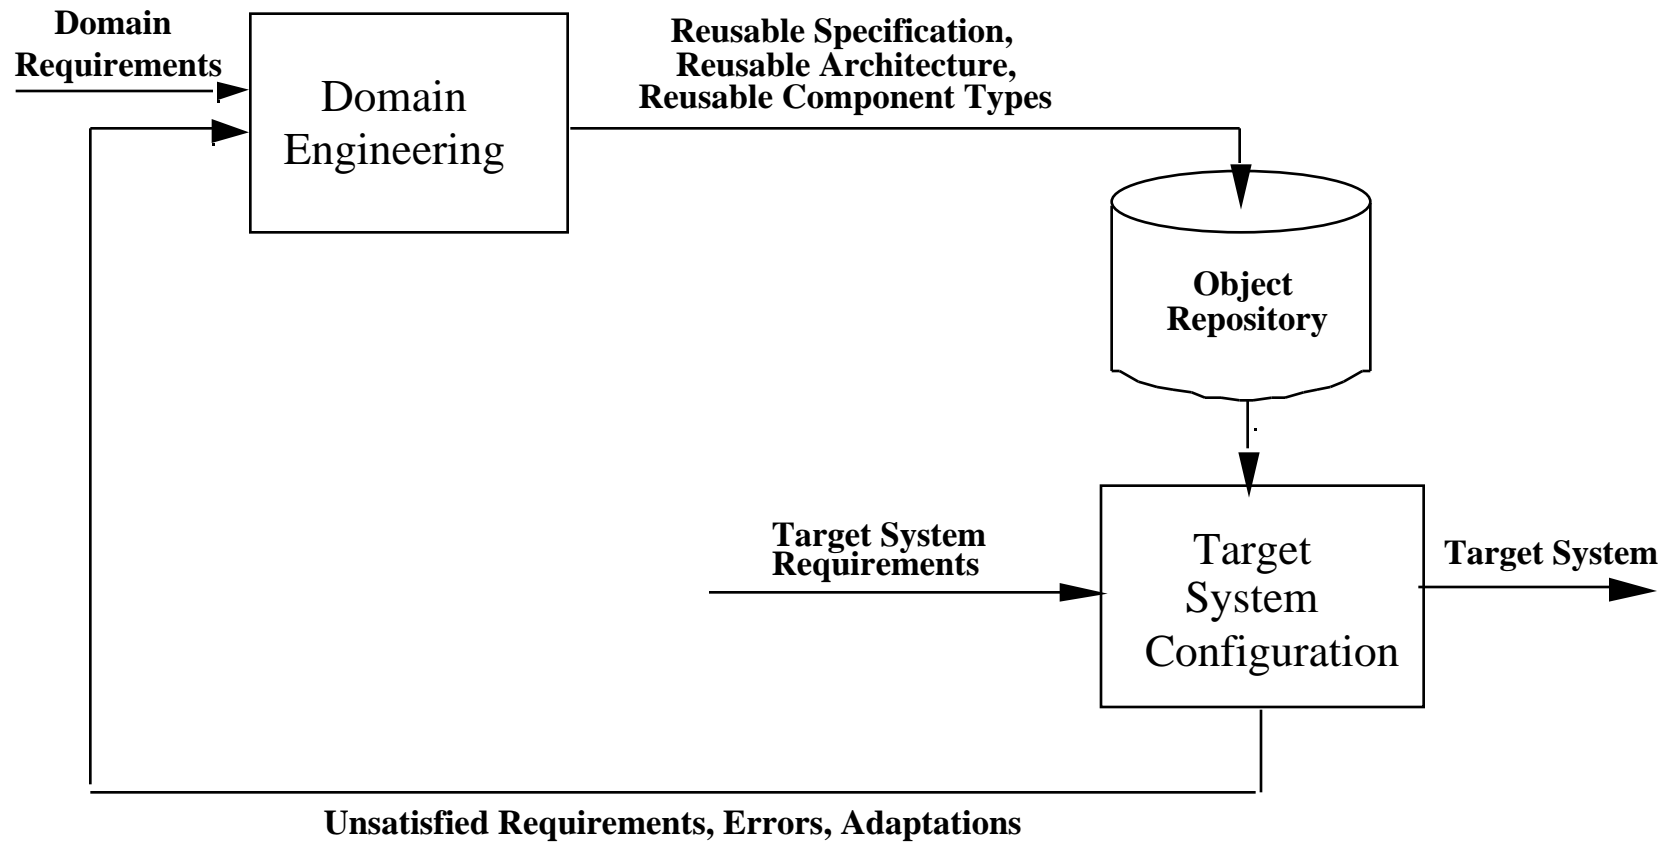 Domain
Requirements
Domain
Engineering
Reusable Specification,
Reusable Architecture,
Reusable Component Types
Object
Repository
Target System
Requirements
Target
System
Configuration
Target System
Unsatisfied Requirements, Errors, Adaptations